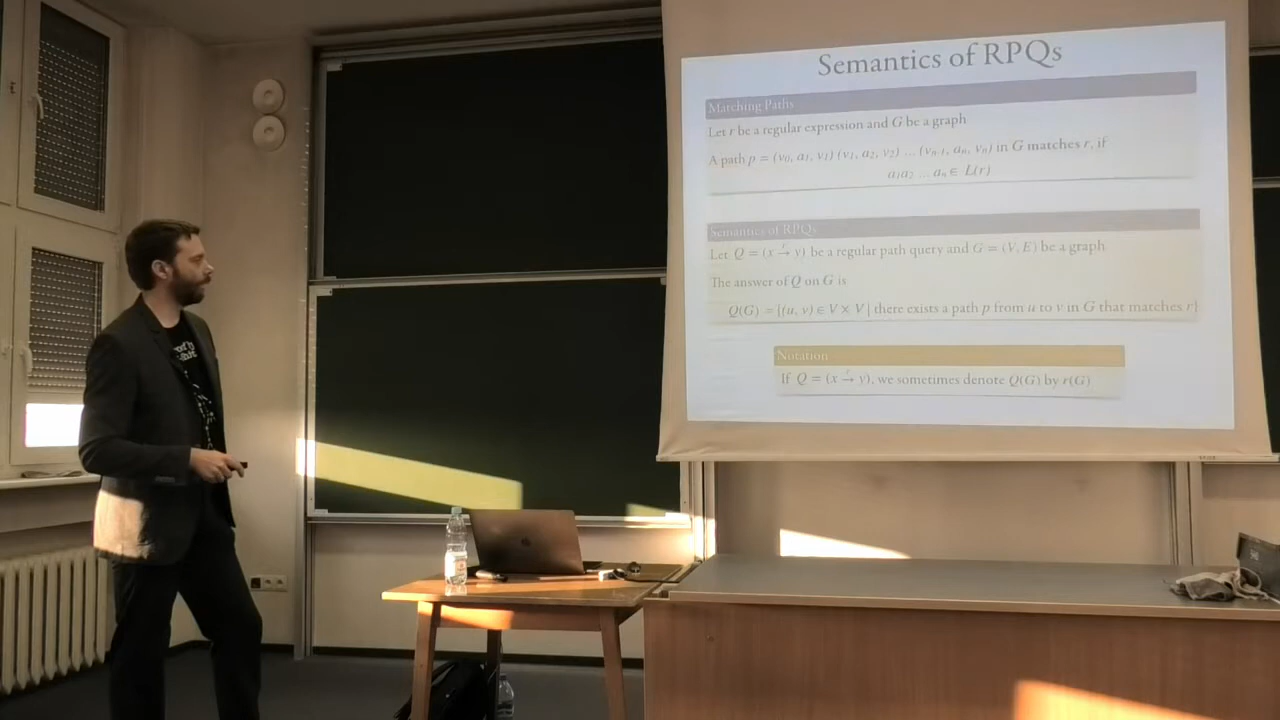 Semantics of RPQs
Matching Paths
Let r be a regular expression and G be a graph
A path p = (v₀, a₁, v₁) (v₁, a₂, v₂) ... (vₙ₋₁, aₙ, vₙ) in G matches r, if
a₁a₂ ... aₙ ∈ L(r)
Semantics of RPQs
Let Q = (x →ʳ y) be a regular path query and G = (V, E) be a graph
The answer of Q on G is
Q(G) = {(u, v) ∈ V × V | there exists a path p from u to v in G that matches r}
Notation
If Q = (x →ʳ y), we sometimes denote Q(G) by r(G)